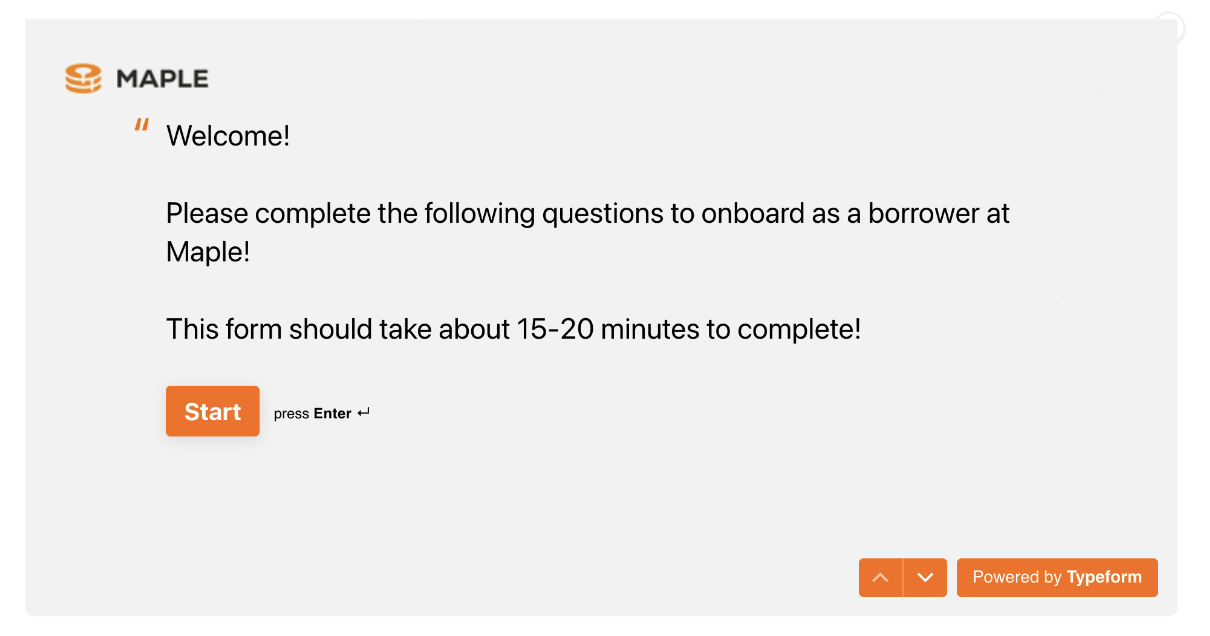 MAPLE
“ Welcome!
Please complete the following questions to onboard as a borrower at
Maple!
This form should take about 15-20 minutes to complete!
Start press Enter ↵
Powered by Typeform